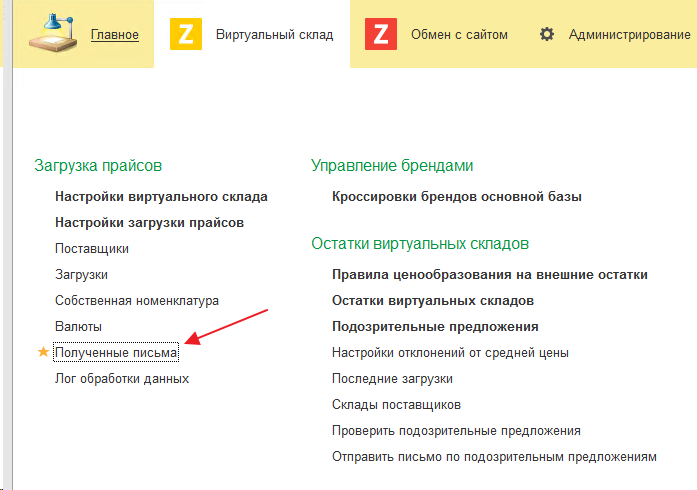 Главное
Z Виртуальный склад
Z Обмен с сайтом
Администрирование
Загрузка прайсов
Настройки виртуального склада
Настройки загрузки прайсов
Поставщики
Загрузки
Собственная номенклатура
Валюты
Полученные письма
Лог обработки данных
Управление брендами
Кроссировки брендов основной базы
Остатки виртуальных складов
Правила ценообразования на внешние остатки
Остатки виртуальных складов
Подозрительные предложения
Настройки отклонений от средней цены
Последние загрузки
Склады поставщиков
Проверить подозрительные предложения
Отправить письмо по подозрительным предложениям